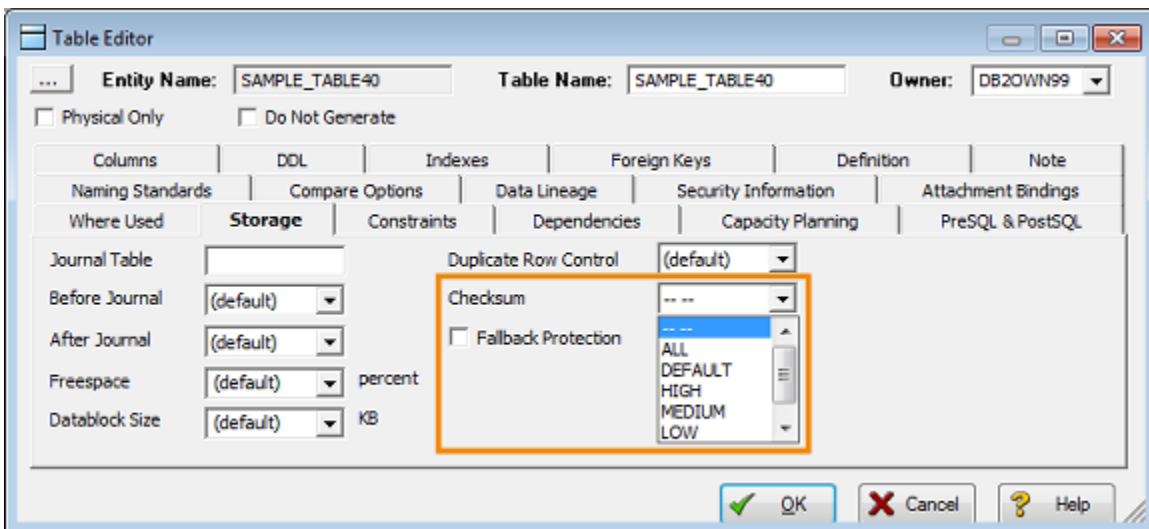 Table Editor
... Entity Name: SAMPLE_TABLE40 Table Name: SAMPLE_TABLE40 Owner: DB2OWN99
Physical Only Do Not Generate
Columns DDL Indexes Foreign Keys Definition Note
Naming Standards Compare Options Data Lineage Security Information Attachment Bindings
Where Used Storage Constraints Dependencies Capacity Planning PreSQL & PostSQL
Journal Table Duplicate Row Control (default)
Before Journal (default) Checksum -- --
After Journal (default) Fallback Protection -- --
ALL
Freespace (default) percent DEFAULT
HIGH
Datablock Size (default) KB MEDIUM
LOW
OK Cancel Help